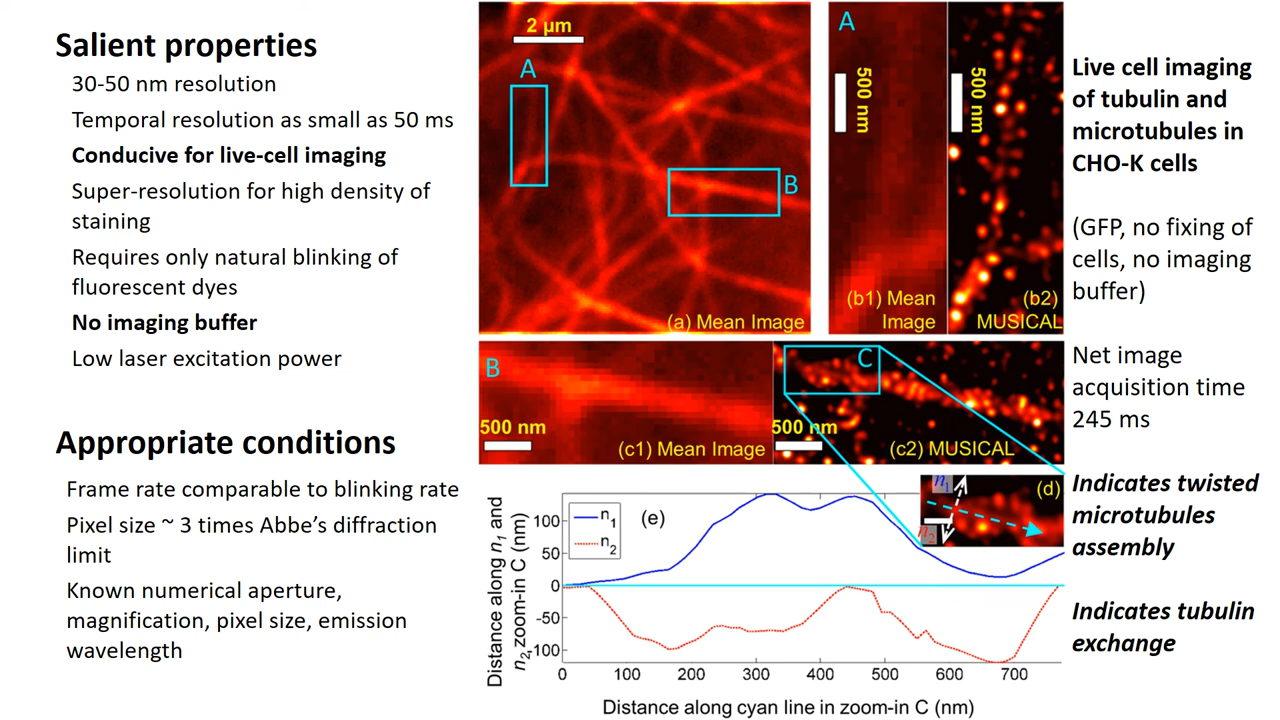 Salient properties
30-50 nm resolution
Temporal resolution as small as 50 ms
Conducive for live-cell imaging
Super-resolution for high density of
staining
Requires only natural blinking of
fluorescent dyes
No imaging buffer
Low laser excitation power
Appropriate conditions
Frame rate comparable to blinking rate
Pixel size ~ 3 times Abbe's diffraction
limit
Known numerical aperture,
magnification, pixel size, emission
wavelength
2 µm
A
B
(a) Mean Image
A
500 nm
(b1) Mean
Image
500 nm
(b2)
MUSICAL
B
500 nm
(c1) Mean Image
C
500 nm
(c2) MUSICAL
n1
n2
(d)
(e)
n1
n2
Distance along n1 and
n2 zoom-in C (nm)
100
50
0
-50
-100
0 100 200 300 400 500 600 700
Distance along cyan line in zoom-in C (nm)
Live cell imaging
of tubulin and
microtubules in
CHO-K cells
(GFP, no fixing of
cells, no imaging
buffer)
Net image
acquisition time
245 ms
Indicates twisted
microtubules
assembly
Indicates tubulin
exchange